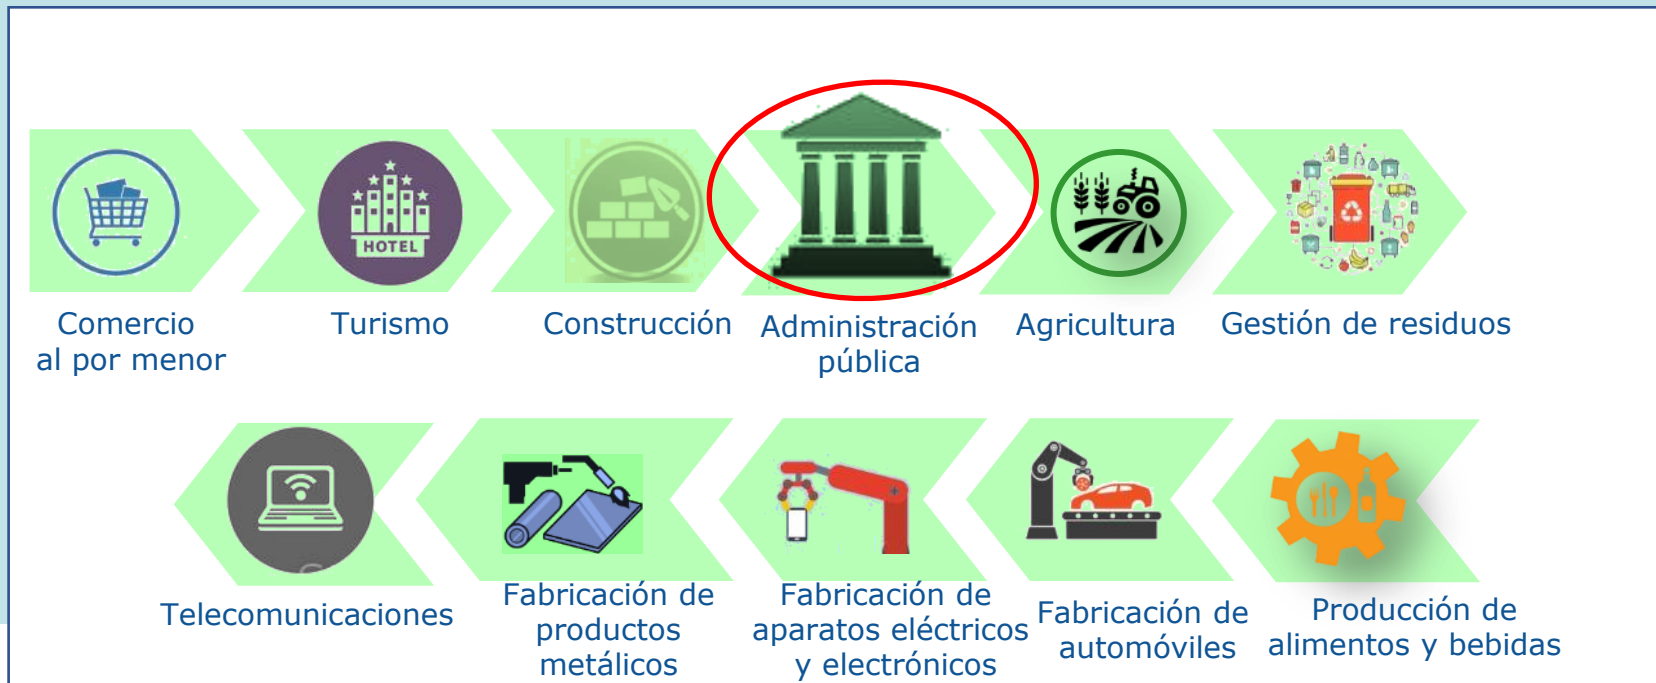 HOTEL
Comercio
al por menor
Turismo
Construcción
Administración
pública
Agricultura
Gestión de residuos
Telecomunicaciones
Fabricación de
productos
metálicos
Fabricación de
aparatos eléctricos
y electrónicos
Fabricación de
automóviles
Producción de
alimentos y bebidas